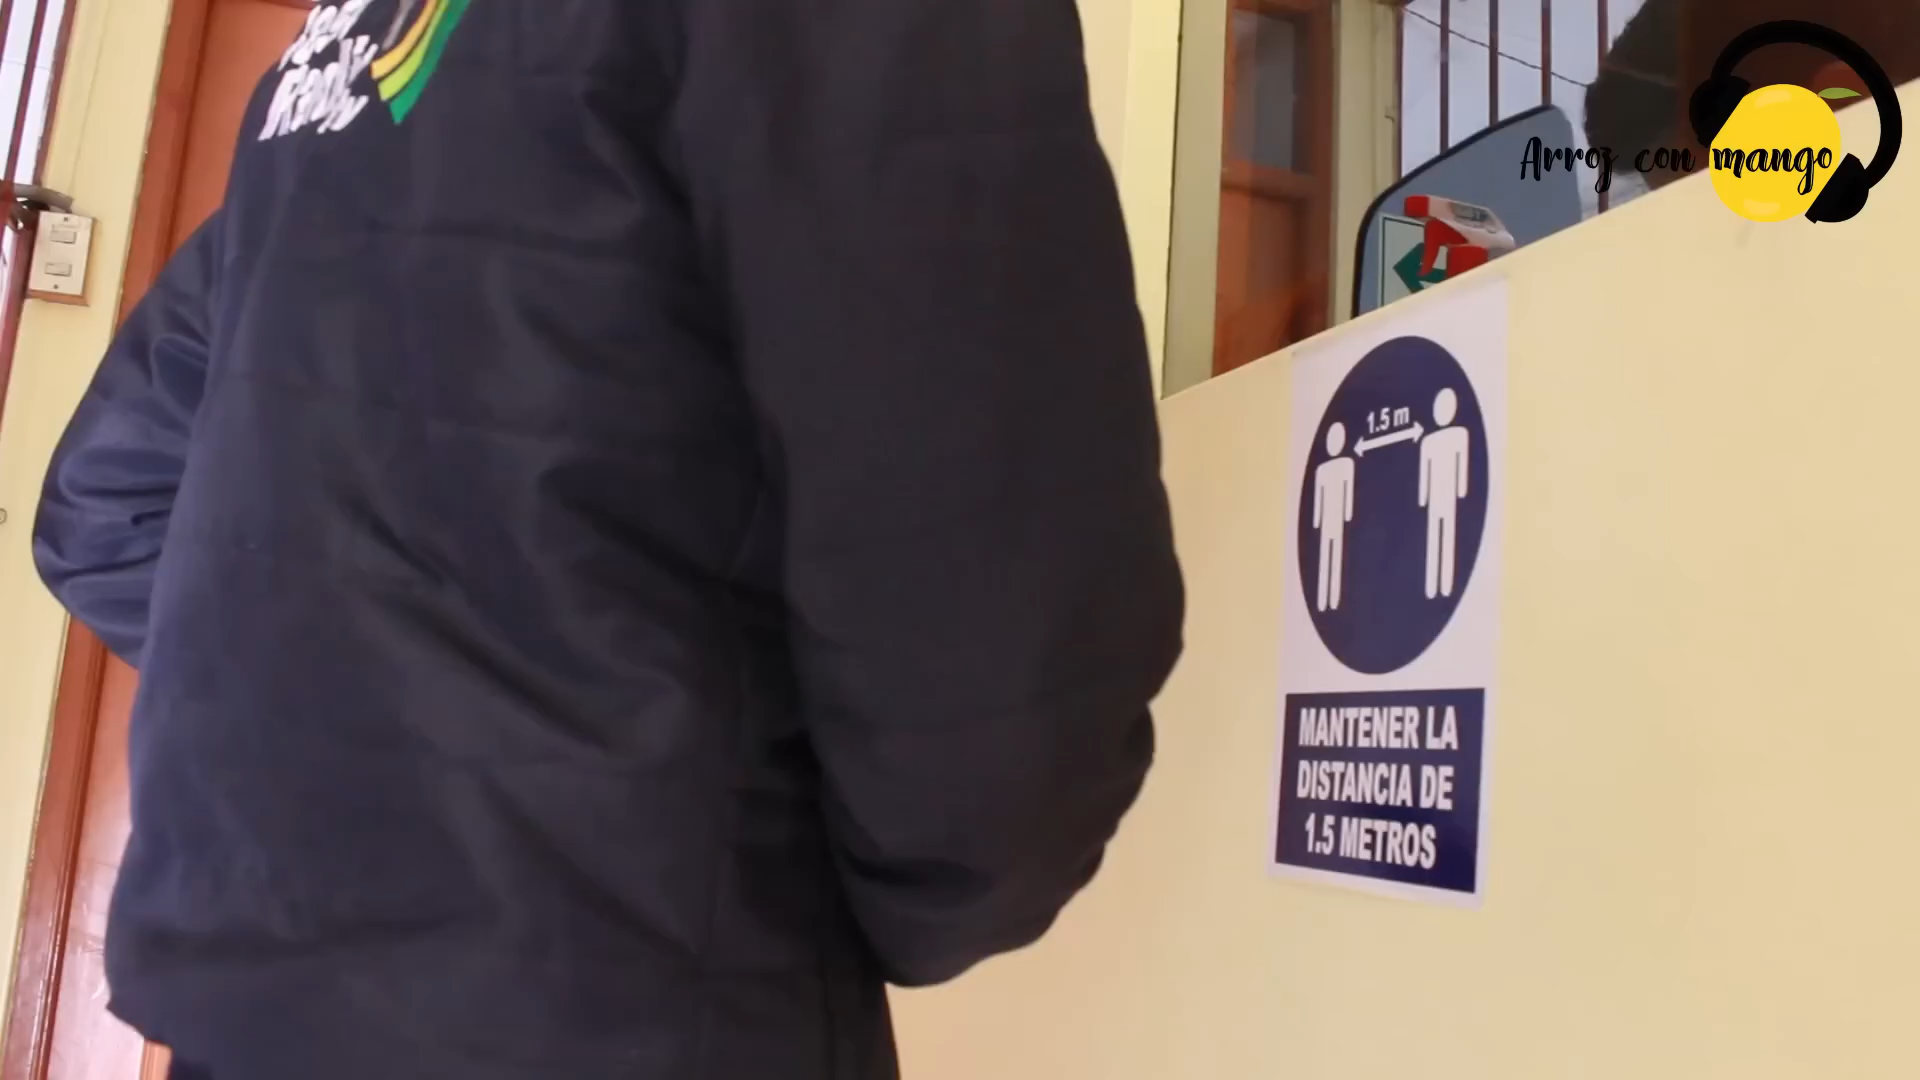 Arroz con mango
1.5 m
MANTENER LA
DISTANCIA DE
1.5 METROS